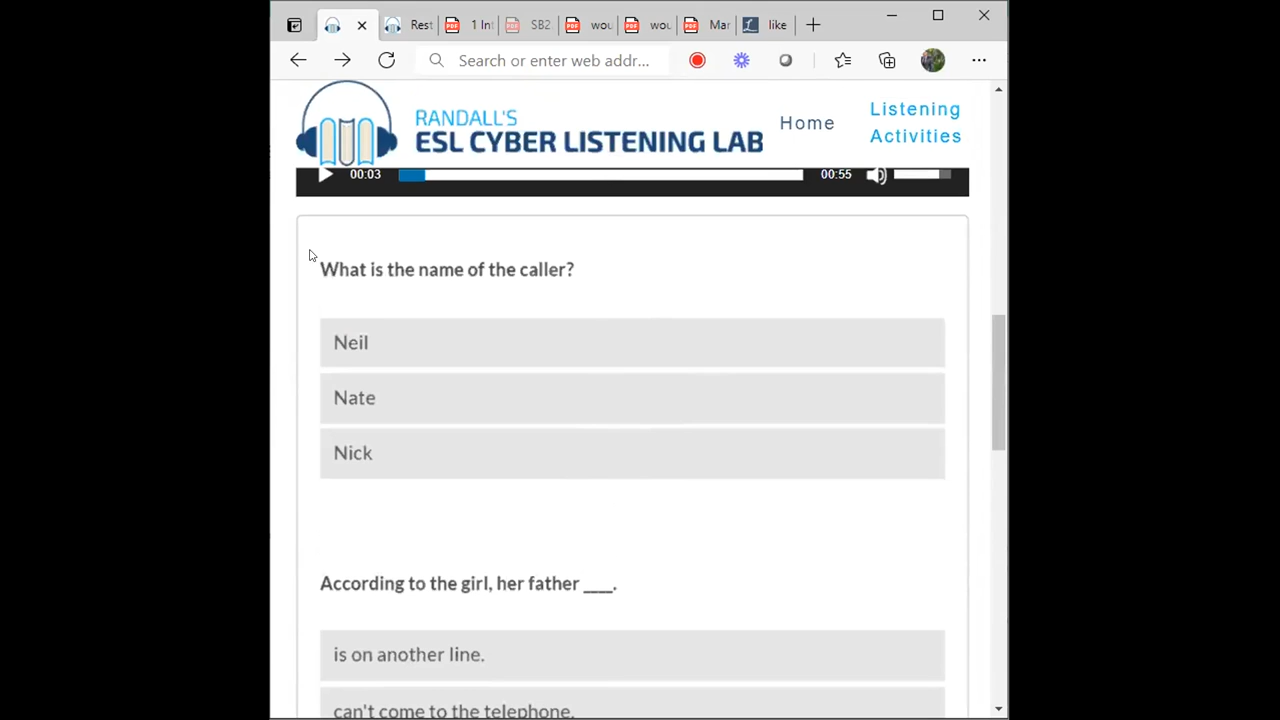 Rest
1 Int
SB2
wou
wou
Mar
like
Search or enter web addr...
RANDALL'S
ESL CYBER LISTENING LAB
Home
Listening
Activities
00:03
00:55
What is the name of the caller?
Neil
Nate
Nick
According to the girl, her father ____.
is on another line.
can't come to the telephone.